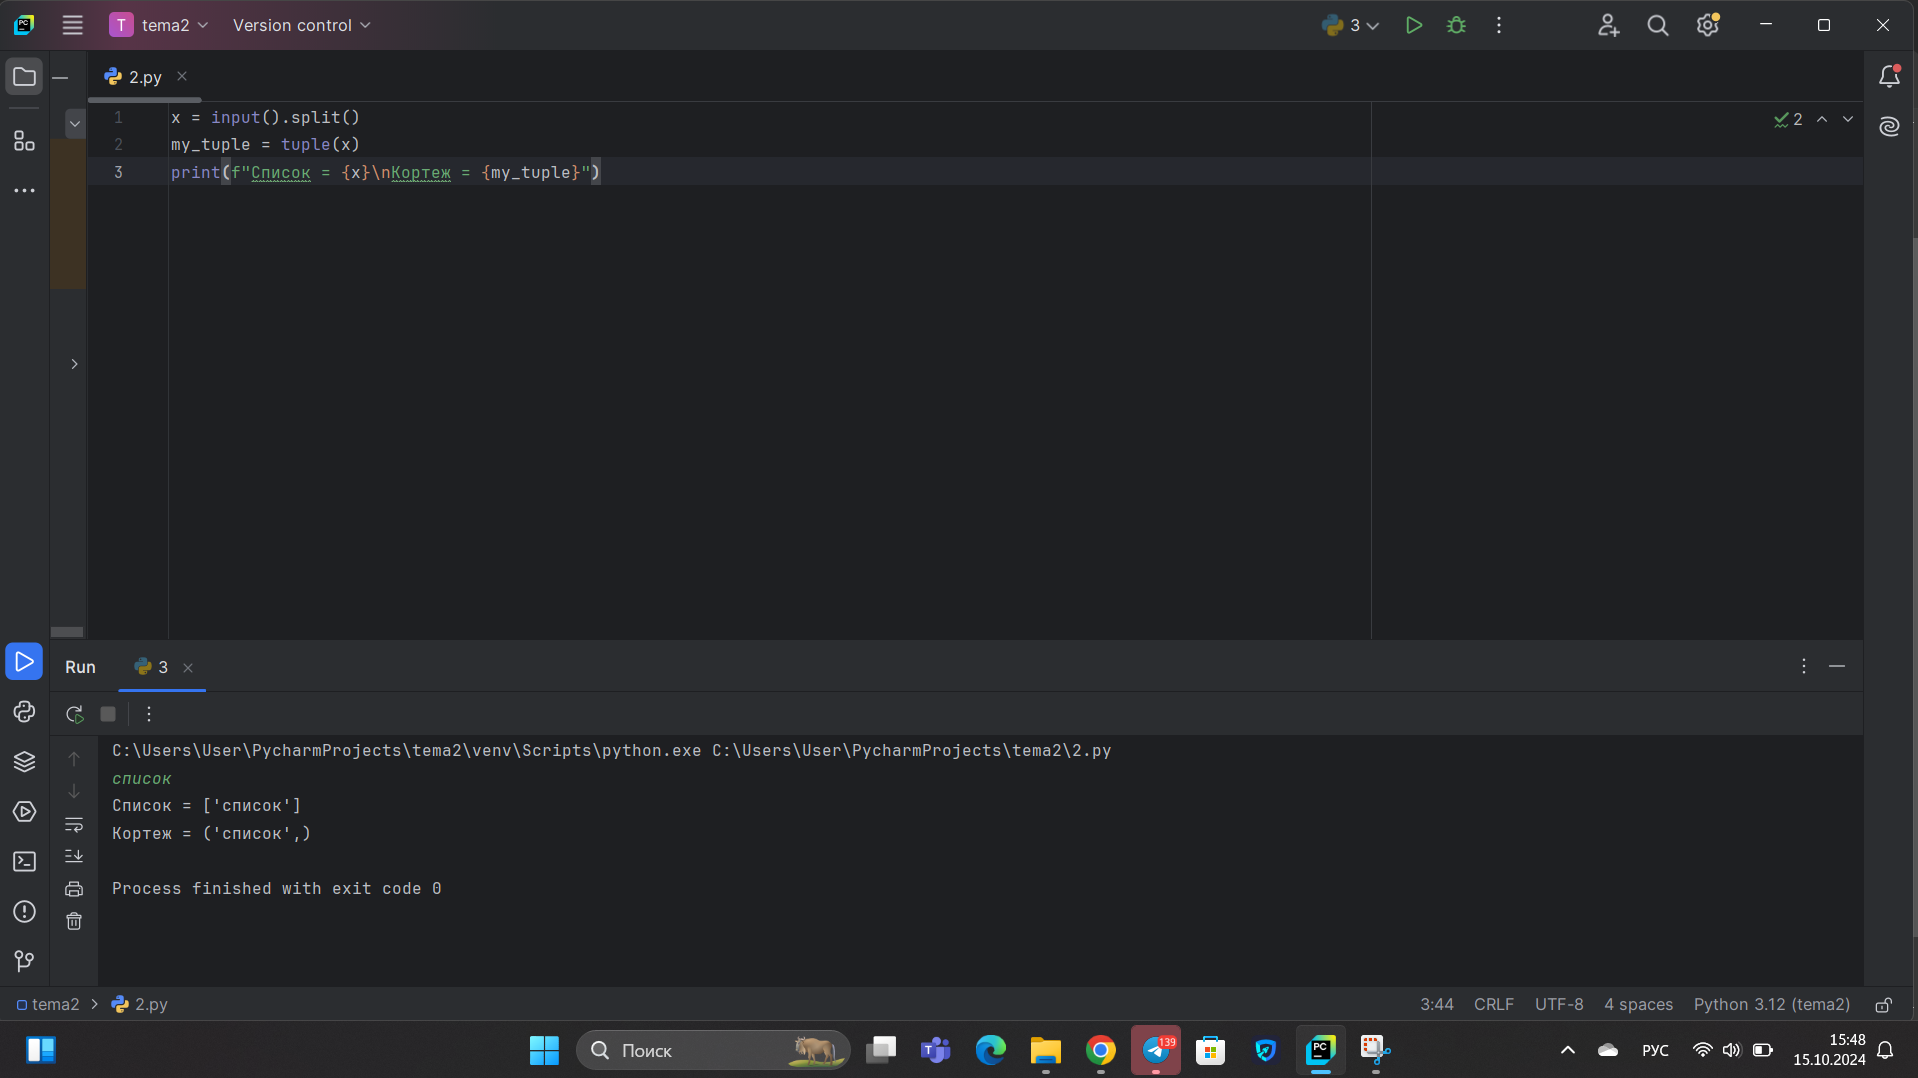 PC
T
tema2
Version control
3
2.py
1
x = input().split()
2
2
my_tuple = tuple(x)
3
print(f"Список = {x}\nКортеж = {my_tuple}")
Run
3
C:\Users\User\PycharmProjects\tema2\venv\Scripts\python.exe C:\Users\User\PycharmProjects\tema2\2.py
список
Список = ['список']
Кортеж = ('список',)
Process finished with exit code 0
tema2
2.py
3:44
CRLF
UTF-8
4 spaces
Python 3.12 (tema2)
Поиск
T
139
PC
РУС
15:48
15.10.2024